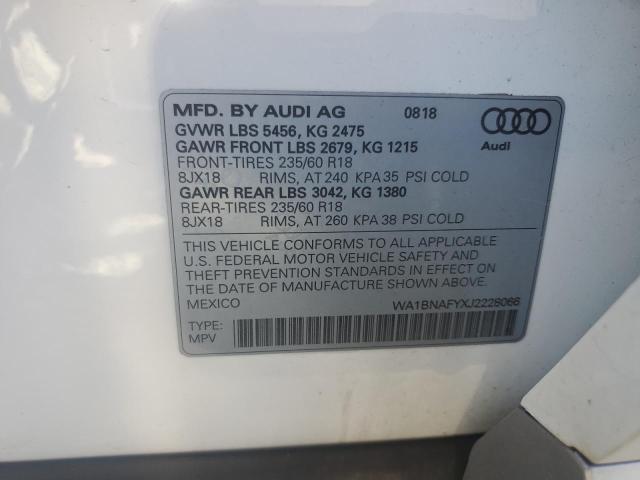 MFD. BY AUDI AG 0818
GVWR LBS 5456, KG 2475
GAWR FRONT LBS 2679, KG 1215
FRONT-TIRES 235/60 R18
8JX18 RIMS, AT 240 KPA 35 PSI COLD
GAWR REAR LBS 3042, KG 1380
REAR-TIRES 235/60 R18
8JX18 RIMS, AT 260 KPA 38 PSI COLD
Audi
THIS VEHICLE CONFORMS TO ALL APPLICABLE
U.S. FEDERAL MOTOR VEHICLE SAFETY AND
THEFT PREVENTION STANDARDS IN EFFECT ON
THE DATE OF MANUFACTURE SHOWN ABOVE.
MEXICO WA1BNAFYXJ2228066
TYPE:
MPV